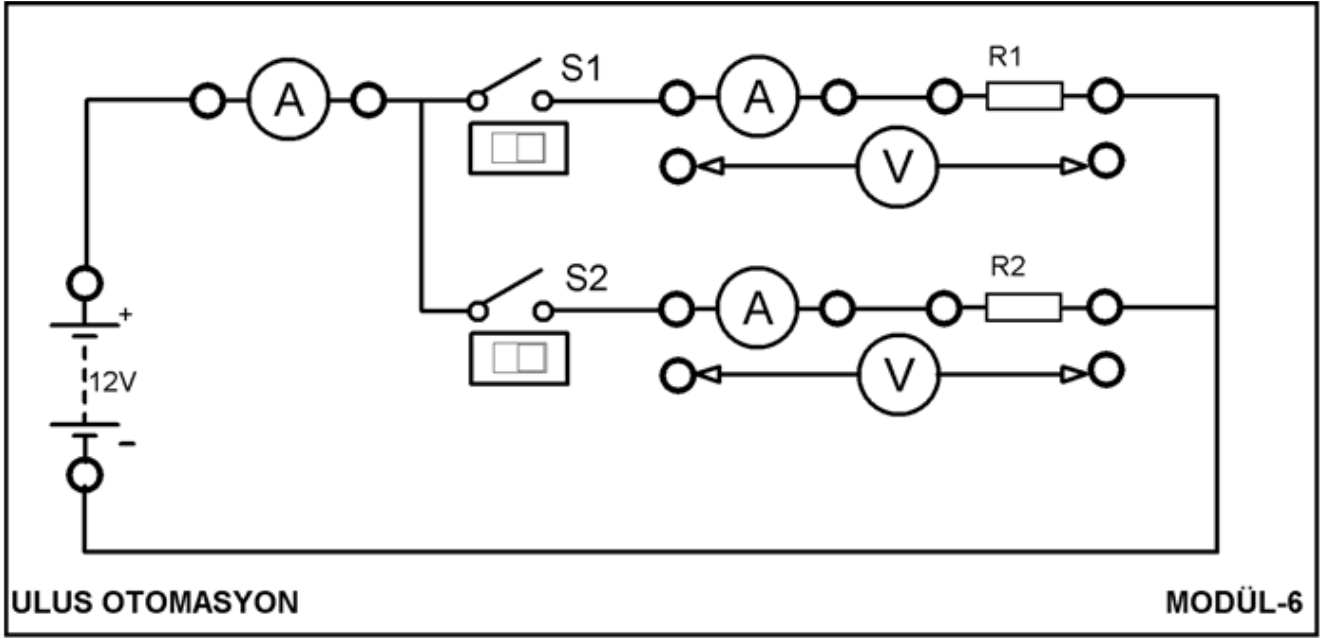 R1
S1
A
A
V
R2
S2
A
+
12V
V
−
ULUS OTOMASYON
MODÜL-6